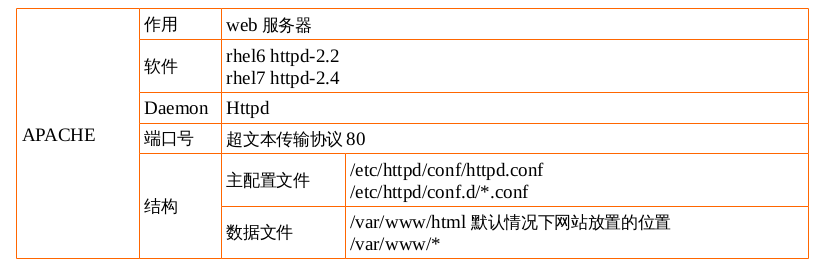 APACHE
作用
web 服务器
软件
rhel6 httpd-2.2
rhel7 httpd-2.4
Daemon
Httpd
端口号
超文本传输协议 80
结构
主配置文件
/etc/httpd/conf/httpd.conf
/etc/httpd/conf.d/*.conf
数据文件
/var/www/html 默认情况下网站放置的位置
/var/www/*